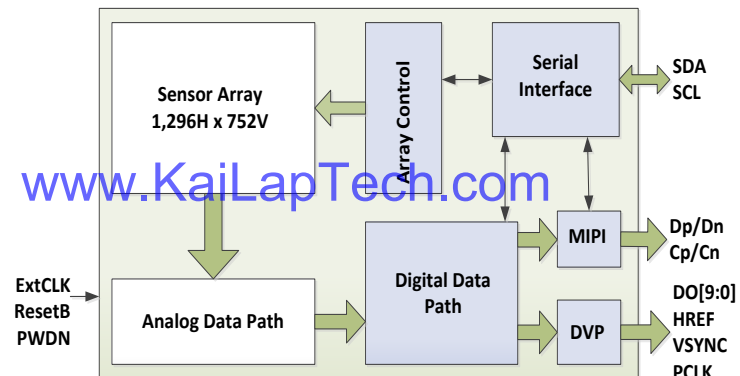 Sensor Array
1,296H x 752V
Array Control
Serial
Interface
SDA
SCL
www.KaiLapTech.com
MIPI
Dp/Dn
Cp/Cn
ExtCLK
ResetB
PWDN
Analog Data Path
Digital Data
Path
DVP
DO[9:0]
HREF
VSYNC
PCLK